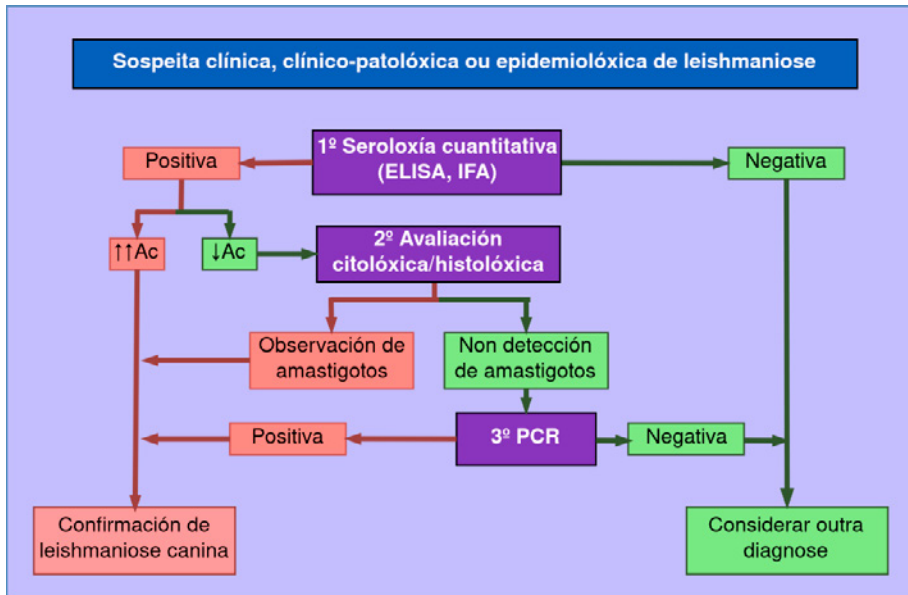 Sospeita clínica, clínico-patolóxica ou epidemiolóxica de leishmaniose
1º Seroloxía cuantitativa
(ELISA, IFA)
Positiva
Negativa
↑↑Ac
↓Ac
2º Avaliación
citolóxica/histolóxica
Observación de
amastigotos
Non detección
de amastigotos
Positiva
3º PCR
Negativa
Confirmación de
leishmaniose canina
Considerar outra
diagnose